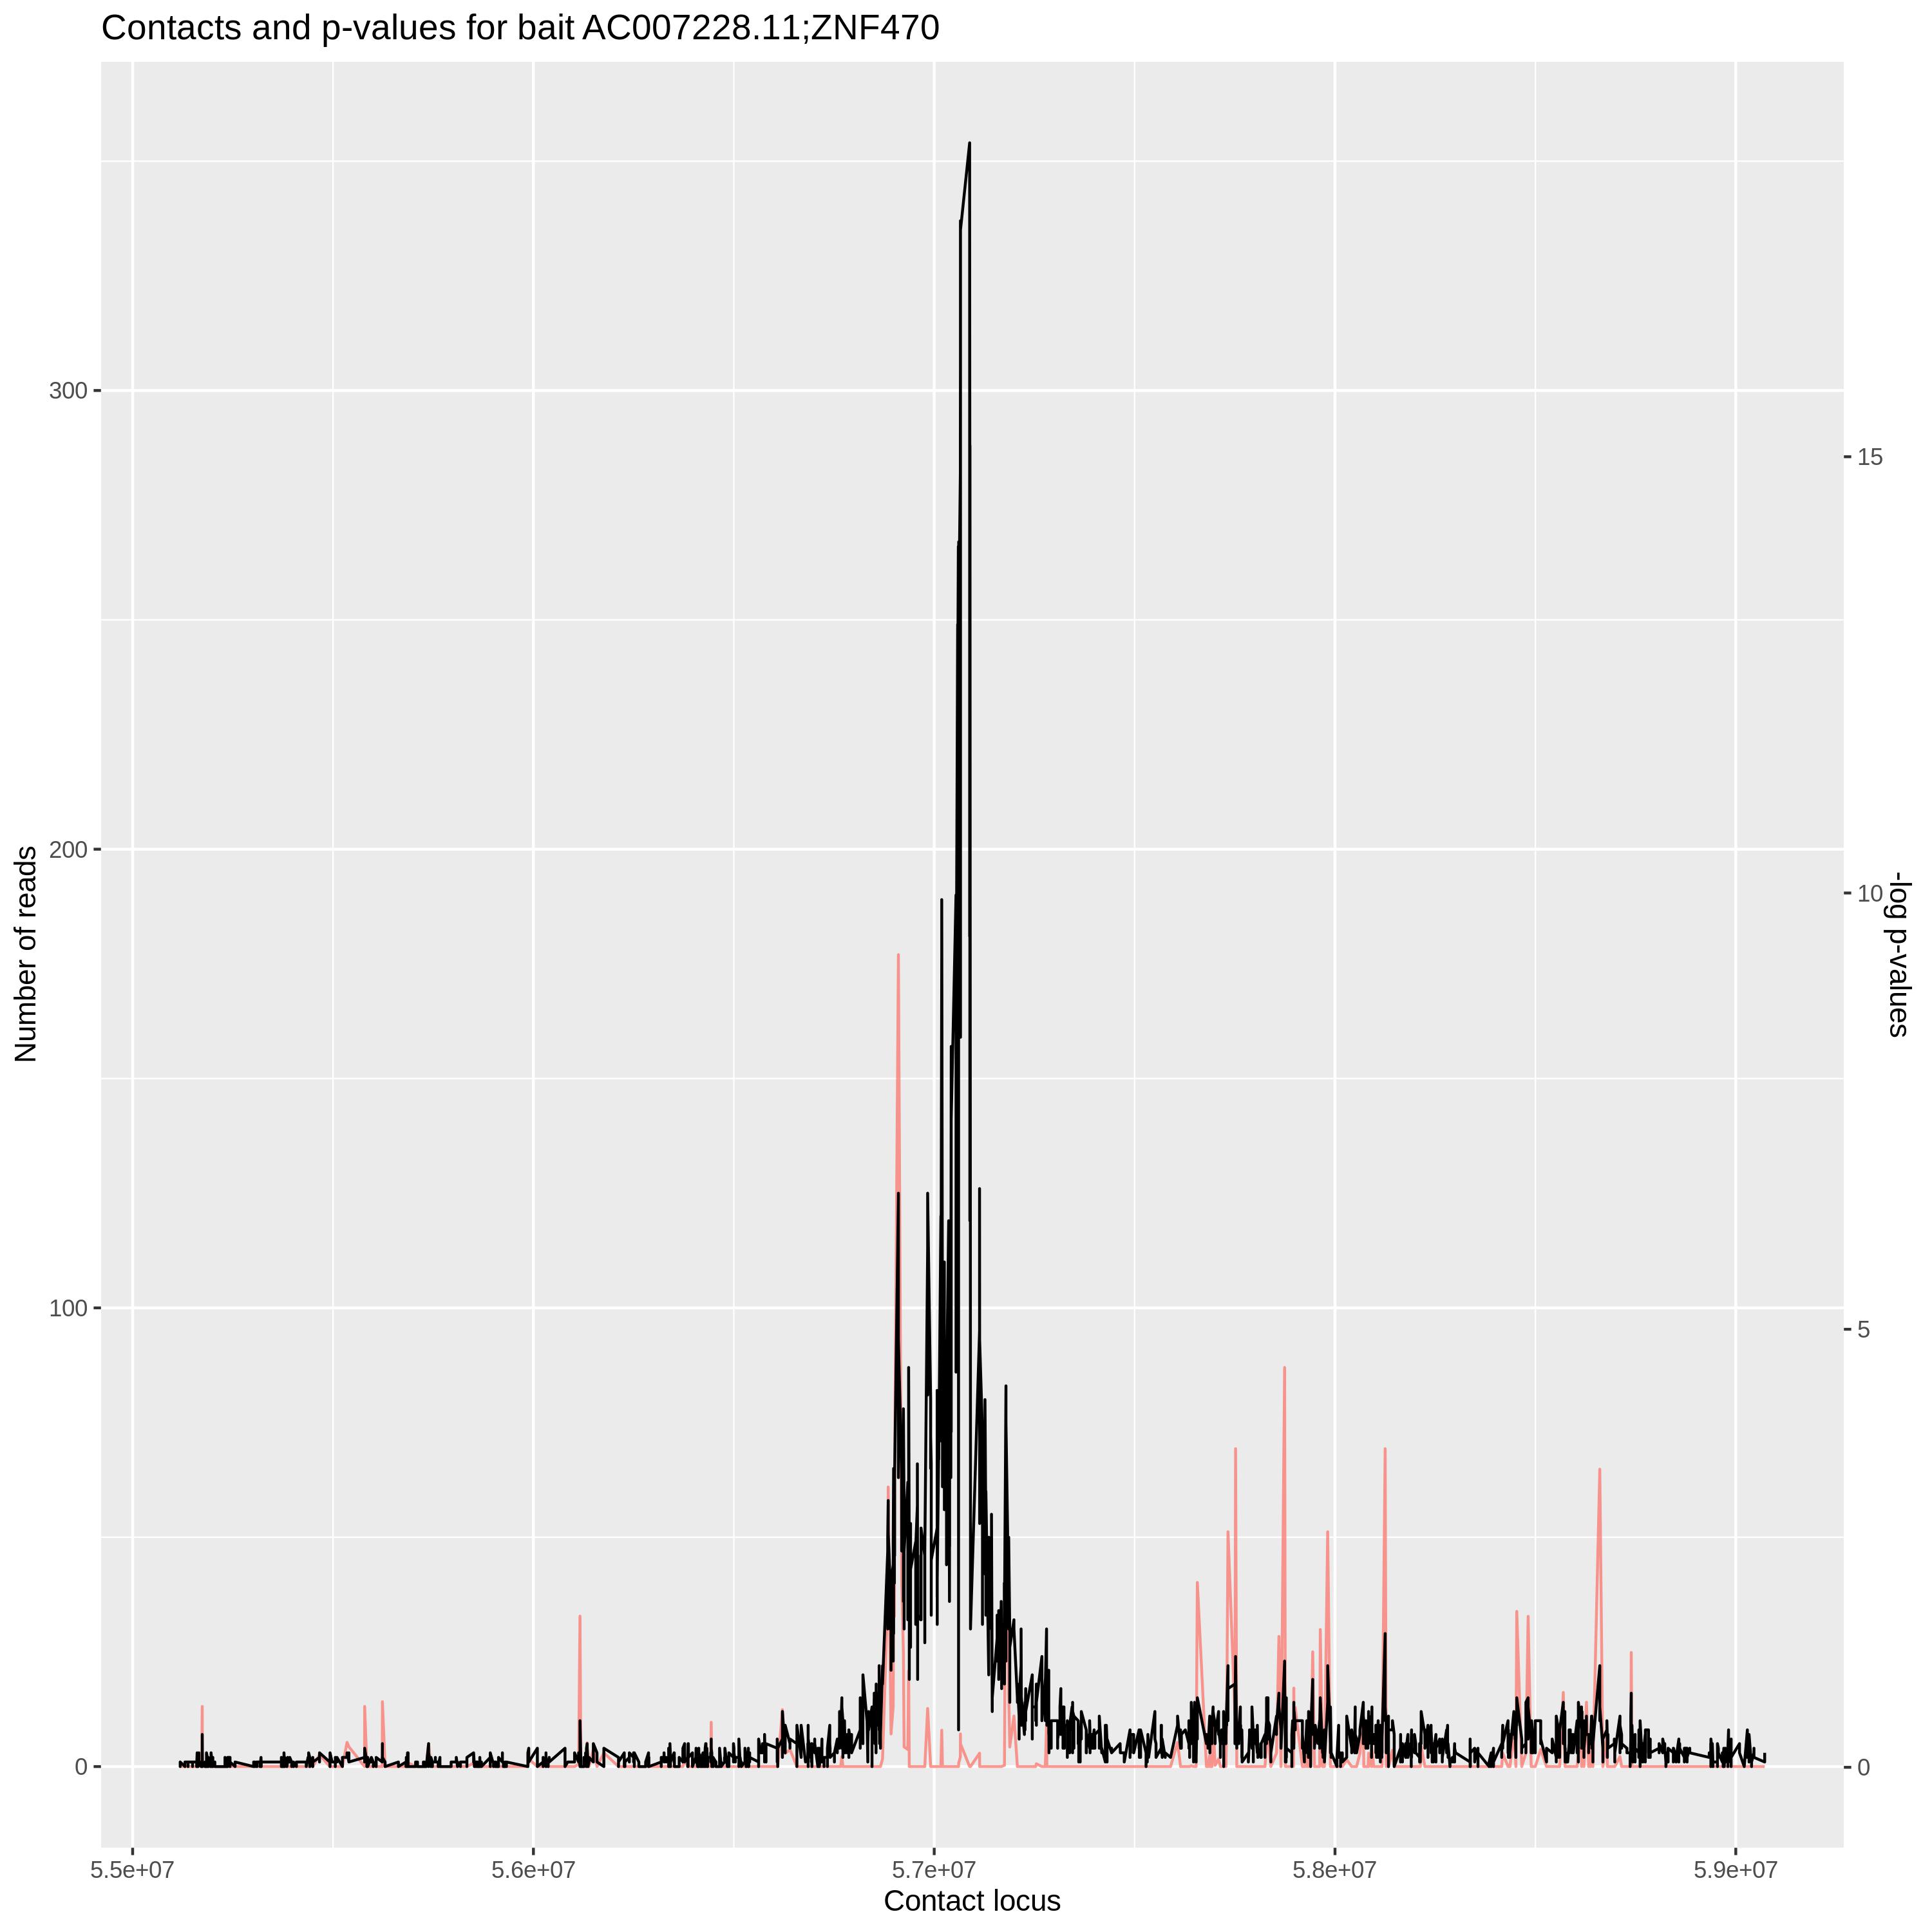 Contacts and p-values for bait AC007228.11;ZNF470
300
200
100
0
Number of reads
15
10
5
0
-log p-values
5.5e+07
5.6e+07
5.7e+07
5.8e+07
5.9e+07
Contact locus